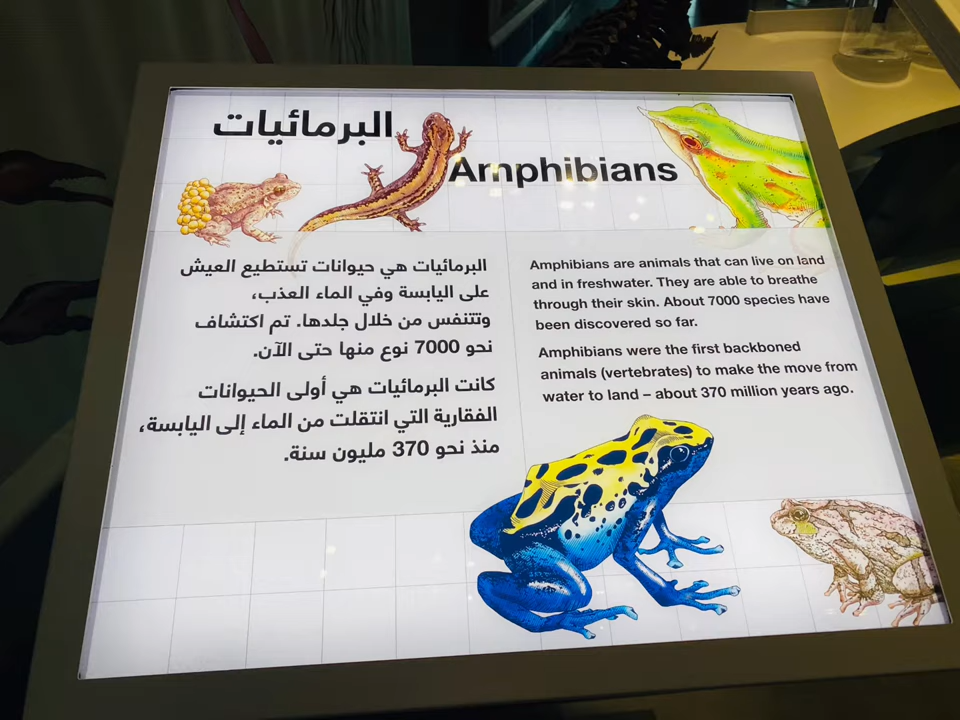 البرمائيات
Amphibians
البرمائيات هي حيوانات تستطيع العيش
على اليابسة وفي الماء العذب،
وتتنفس من خلال جلدها. تم اكتشاف
نحو 7000 نوع منها حتى الآن.
كانت البرمائيات هي أولى الحيوانات
الفقارية التي انتقلت من الماء إلى اليابسة،
منذ نحو 370 مليون سنة.
Amphibians are animals that can live on land
and in freshwater. They are able to breathe
through their skin. About 7000 species have
been discovered so far.
Amphibians were the first backboned
animals (vertebrates) to make the move from
water to land – about 370 million years ago.